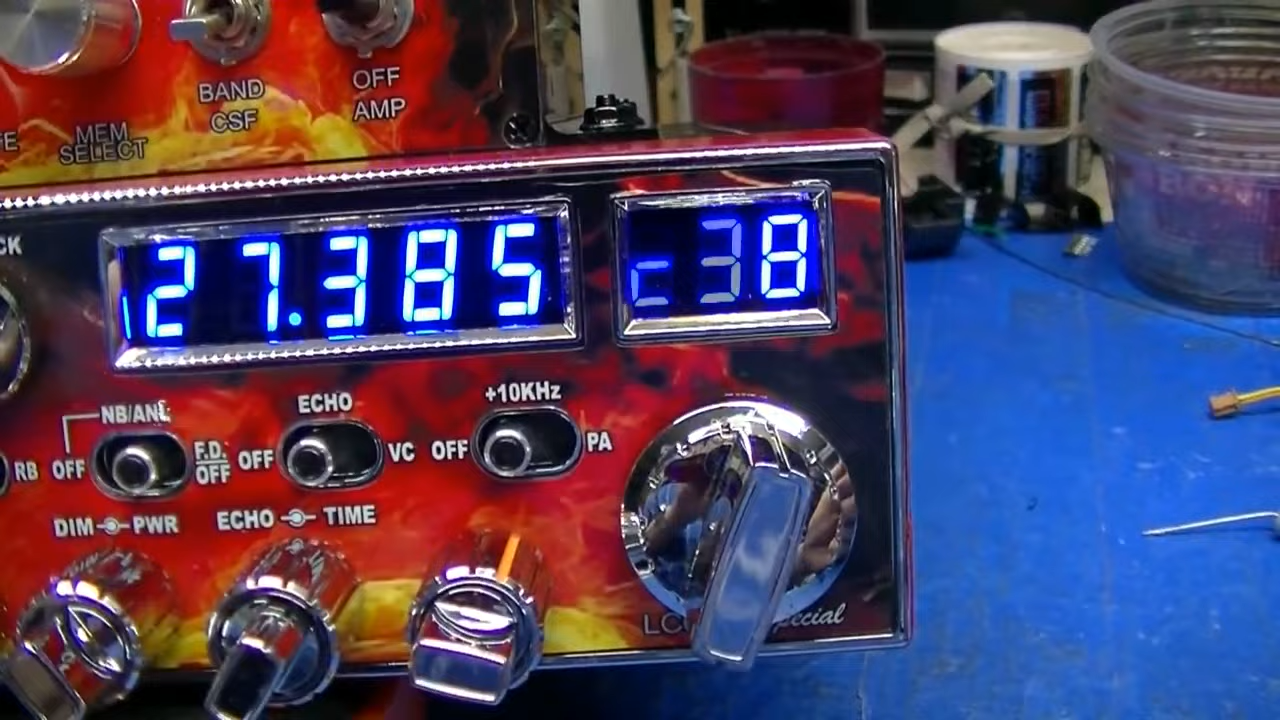 BAND
CSF
OFF
AMP
MEM
SELECT
27.385
c38
NB/ANL
OFF
F.D.
OFF
ECHO
OFF
VC
+10KHz
OFF
PA
RB
DIM PWR
ECHO TIME